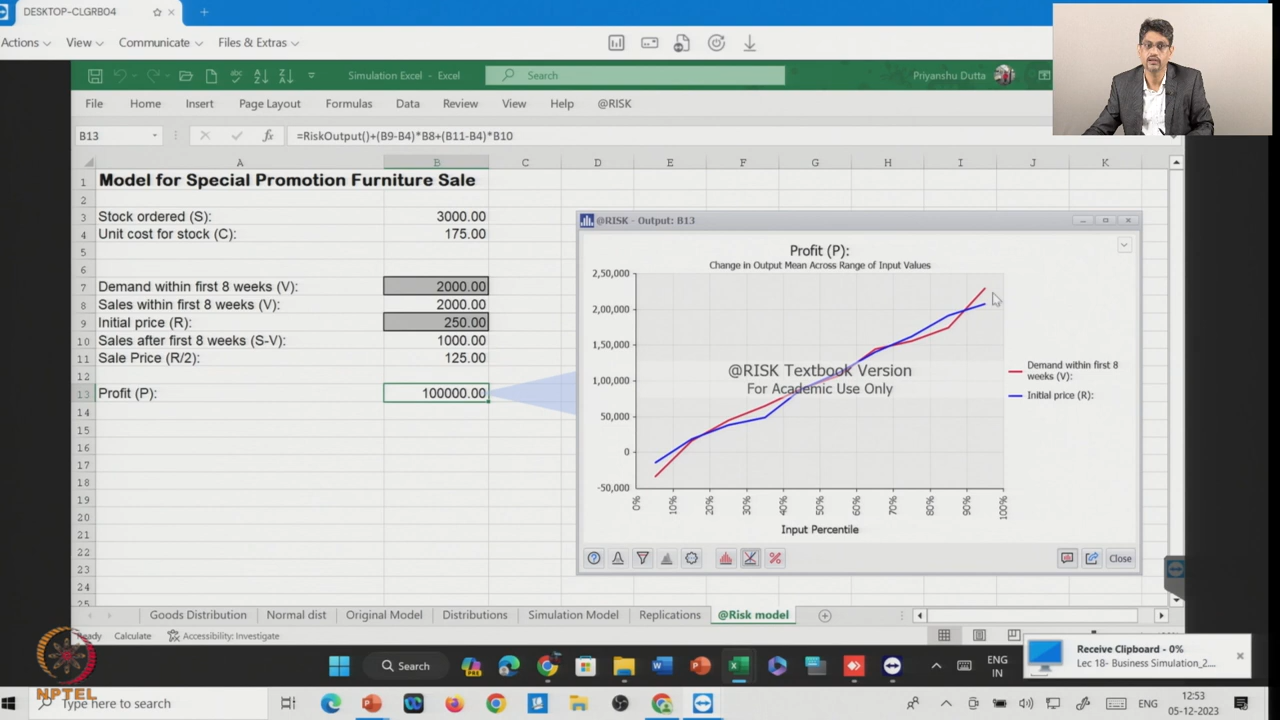 DESKTOP-CLGRBO4
Actions View Communicate Files & Extras
Simulation Excel - Excel Search Priyanshu Dutta
File Home Insert Page Layout Formulas Data Review View Help @RISK
B13 =RiskOutput()+(B9-B4)*B8+(B11-B4)*B10
A B C D E F G H I J K
1 Model for Special Promotion Furniture Sale
2
3 Stock ordered (S): 3000.00
4 Unit cost for stock (C): 175.00
5
6
7 Demand within first 8 weeks (V): 2000.00
8 Sales within first 8 weeks (V): 2000.00
9 Initial price (R): 250.00
10 Sales after first 8 weeks (S-V): 1000.00
11 Sale Price (R/2): 125.00
12
13 Profit (P): 100000.00
14
15
16
17
18
19
20
21
22
23
24
25
@RISK - Output: B13
Profit (P):
Change in Output Mean Across Range of Input Values
2,50,000
2,00,000
1,50,000
1,00,000
50,000
0
-50,000
@RISK Textbook Version
For Academic Use Only
Demand within first 8
weeks (V):
Initial price (R):
0% 10% 20% 30% 40% 50% 60% 70% 80% 90% 100%
Input Percentile
Close
Goods Distribution Normal dist Original Model Distributions Simulation Model Replications @Risk model
Ready Calculate Accessibility: Investigate
Search
ENG
IN
Receive Clipboard - 0%
Lec 18- Business Simulation_2...
NPTEL
Type here to search
ENG
12:53
05-12-2023